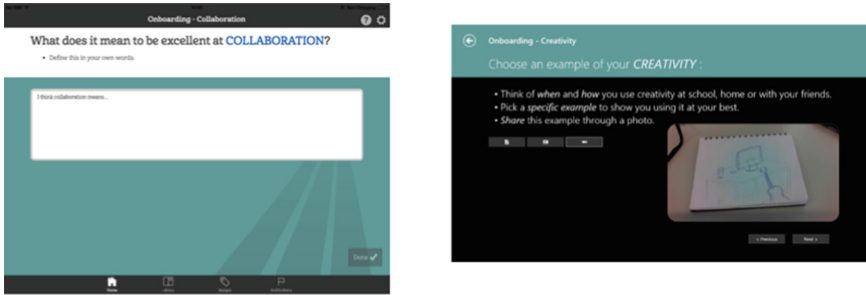 Onboarding - Collaboration
What does it mean to be excellent at COLLABORATION?
• Define this in your own words.
I think collaboration means...
Done
Home
Library
Badges
Notifications
Onboarding - Creativity
Choose an example of your CREATIVITY :
• Think of when and how you use creativity at school, home or with your friends.
• Pick a specific example to show you using it at your best.
• Share this example through a photo.
< Previous
Next >